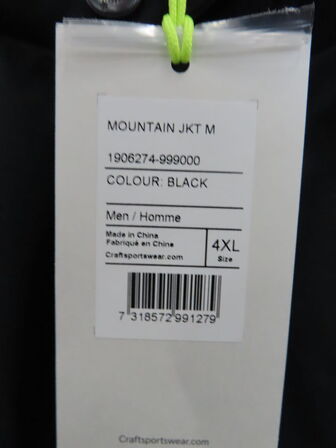 MOUNTAIN JKT M
1906274-999000
COLOUR: BLACK
Men / Homme
Made in China
Fabriqué en Chine
Craftsportswear.com
4XL
Size
7 318572 991279
Craftsportswear.com